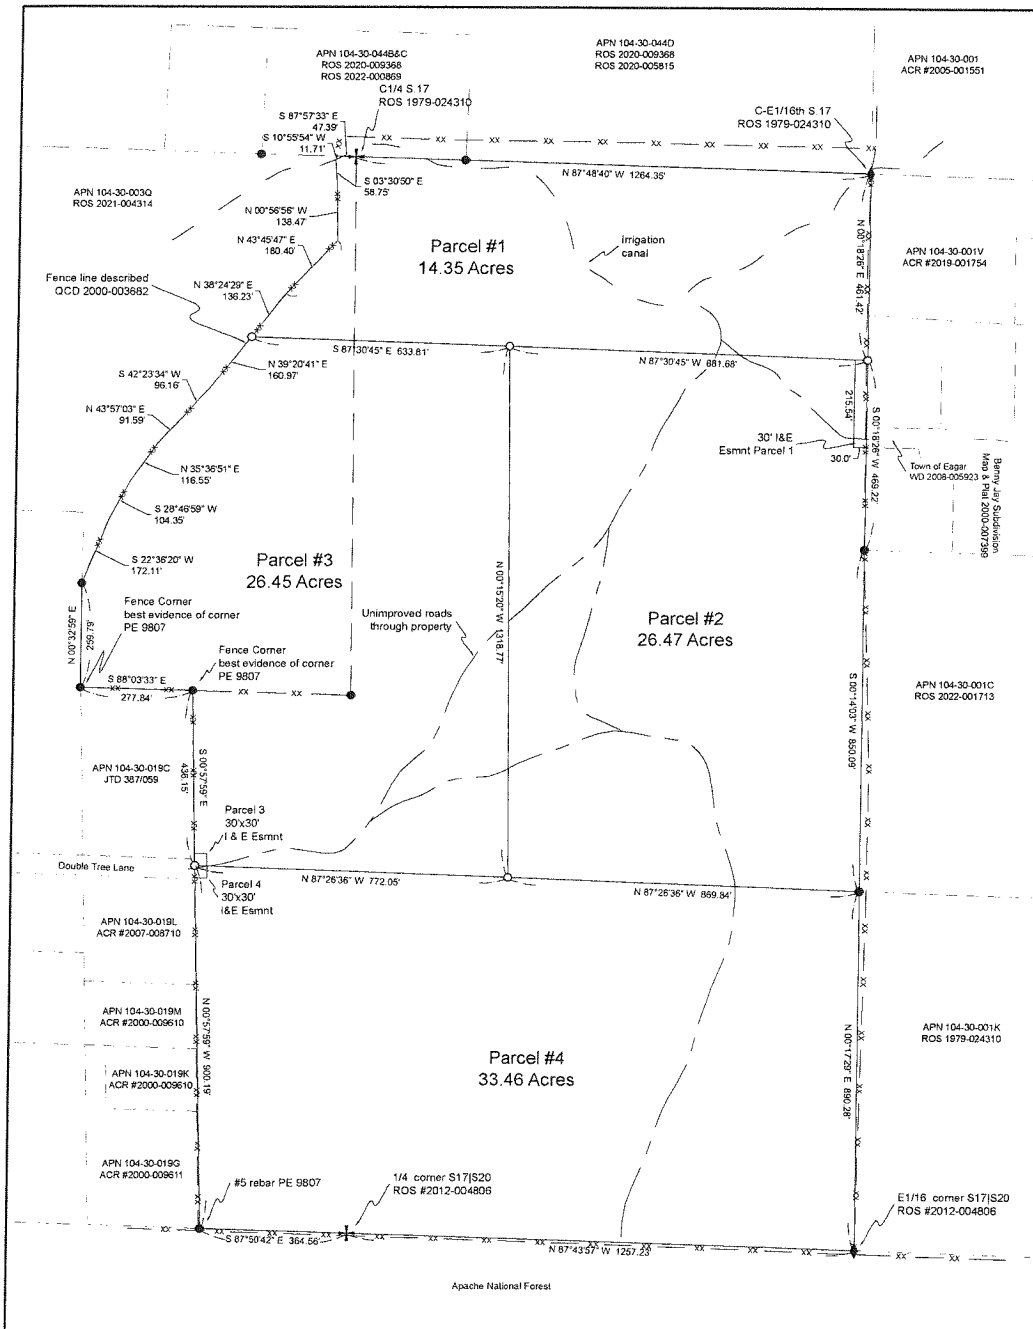 APN 104-30-044B&C
ROS 2020-009368
ROS 2022-000869
APN 104-30-044D
ROS 2020-009368
ROS 2020-005815
APN 104-30-001
ACR #2005-001551
C1/4 S.17
ROS 1979-024310
C-E1/16th S.17
ROS 1979-024310
S 87°57'33" E
47.39'
S 10°55'54" W
11.71'
N 87°48'40" W 1264.35'
S 03°30'50" E
58.75'
APN 104-30-003Q
ROS 2021-004314
N 00°56'56" W
138.47'
N 43°45'47" E
180.40'
Parcel #1
14.35 Acres
Irrigation
canal
N 00°18'26" E 461.42'
APN 104-30-001V
ACR #2019-001754
Fence line described
QCD 2000-003682
N 38°24'29" E
136.23'
S 87°30'45" E 633.81'
N 87°30'45" W 681.68'
N 39°20'41" E
160.97'
S 42°23'34" W
96.16'
N 43°57'03" E
91.59'
215.54'
30' I&E
Esmnt Parcel 1
30.0'
S 00°18'26" W 469.22'
Town of Eagar
WD 2008-005923
Benny Jay Subdivision
Map & Plat 2000-007399
N 35°36'51" E
116.55'
S 28°46'59" W
104.35'
S 22°36'20" W
172.11'
Parcel #3
26.45 Acres
N 00°15'20" W 1318.77'
Fence Corner
best evidence of corner
PE 9807
N 00°32'59" E
259.79'
Unimproved roads
through property
Parcel #2
26.47 Acres
Fence Corner
best evidence of corner
PE 9807
S 88°03'33" E
277.84'
APN 104-30-001C
ROS 2022-001713
S 00°14'03" W 850.09'
APN 104-30-019C
JTD 387/059
S 00°57'59" E
436.15'
Parcel 3
30'x30'
I & E Esmnt
Double Tree Lane
N 87°26'36" W 772.05'
N 87°26'36" W 869.84'
Parcel 4
30'x30'
I&E Esmnt
APN 104-30-019L
ACR #2007-008710
APN 104-30-019M
ACR #2000-009610
N 00°57'59" W 900.19'
APN 104-30-001K
ROS 1979-024310
N 00°17'29" E 890.28'
Parcel #4
33.46 Acres
APN 104-30-019K
ACR #2000-009610
APN 104-30-019G
ACR #2000-009611
#5 rebar PE 9807
1/4 corner S17|S20
ROS #2012-004806
E1/16 corner S17|S20
ROS #2012-004806
S 87°50'42" E 364.56'
N 87°43'57" W 1257.23'
Apache National Forest